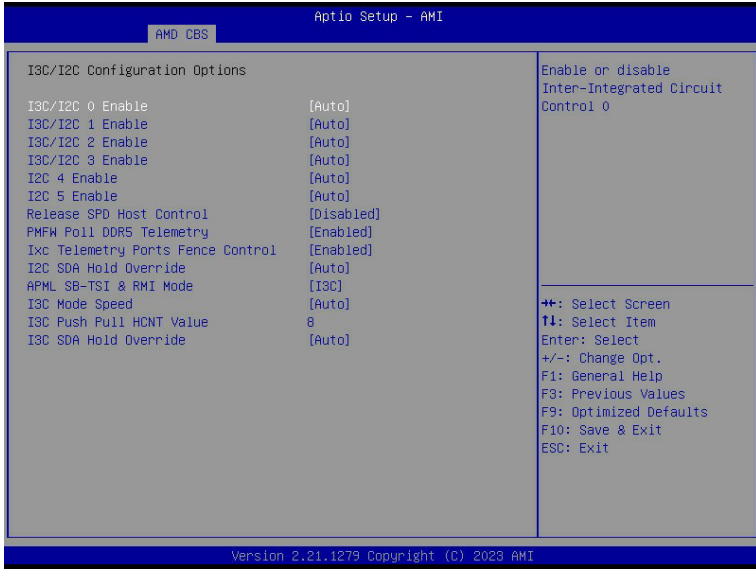 Aptio Setup – AMI
AMD CBS
I3C/I2C Configuration Options
I3C/I2C 0 Enable [Auto]
I3C/I2C 1 Enable [Auto]
I3C/I2C 2 Enable [Auto]
I3C/I2C 3 Enable [Auto]
I2C 4 Enable [Auto]
I2C 5 Enable [Auto]
Release SPD Host Control [Disabled]
PMFW Poll DDR5 Telemetry [Enabled]
Ixc Telemetry Ports Fence Control [Enabled]
I2C SDA Hold Override [Auto]
APML SB-TSI & RMI Mode [I3C]
I3C Mode Speed [Auto]
I3C Push Pull HCNT Value 8
I3C SDA Hold Override [Auto]
Enable or disable
Inter-Integrated Circuit
Control 0
→←: Select Screen
↑↓: Select Item
Enter: Select
+/-: Change Opt.
F1: General Help
F3: Previous Values
F9: Optimized Defaults
F10: Save & Exit
ESC: Exit
Version 2.21.1279 Copyright (C) 2023 AMI